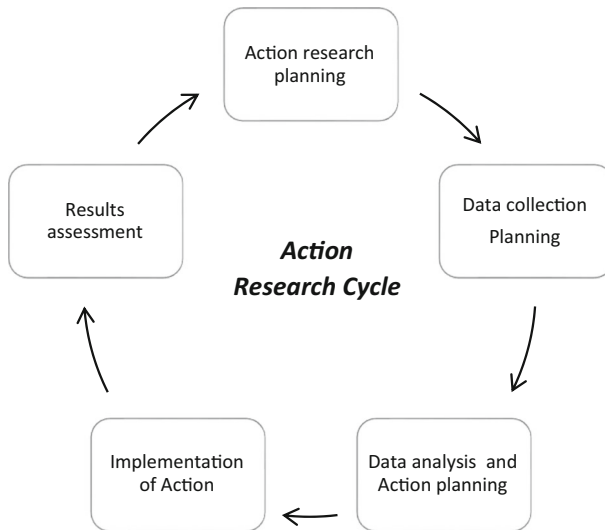 Action research
planning
Data collection
Planning
Data analysis and
Action planning
Implementation
of Action
Results
assessment
Action
Research Cycle